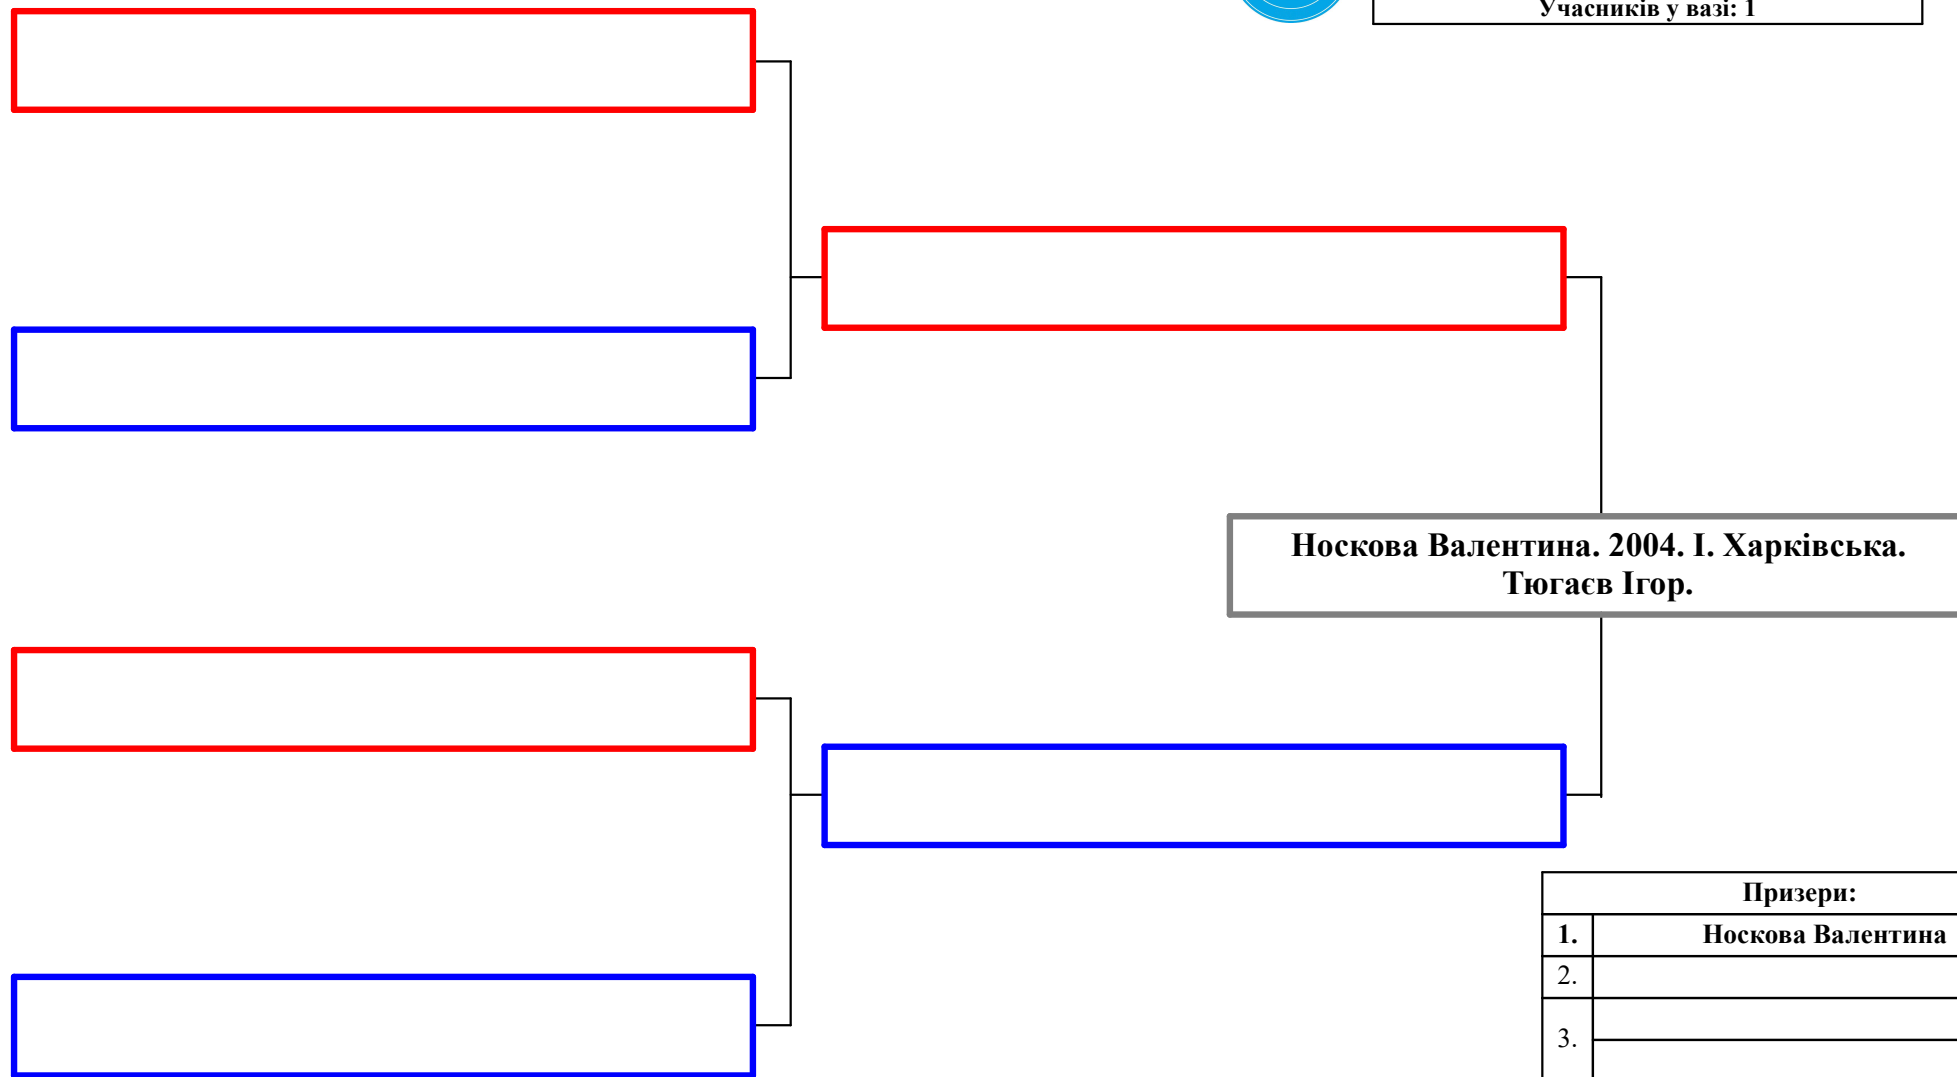 Учасників у вазі: 1
Носкова Валентина. 2004. І. Харківська.
Тюгаєв Ігор.
Призери:
1. Носкова Валентина
2.
3.